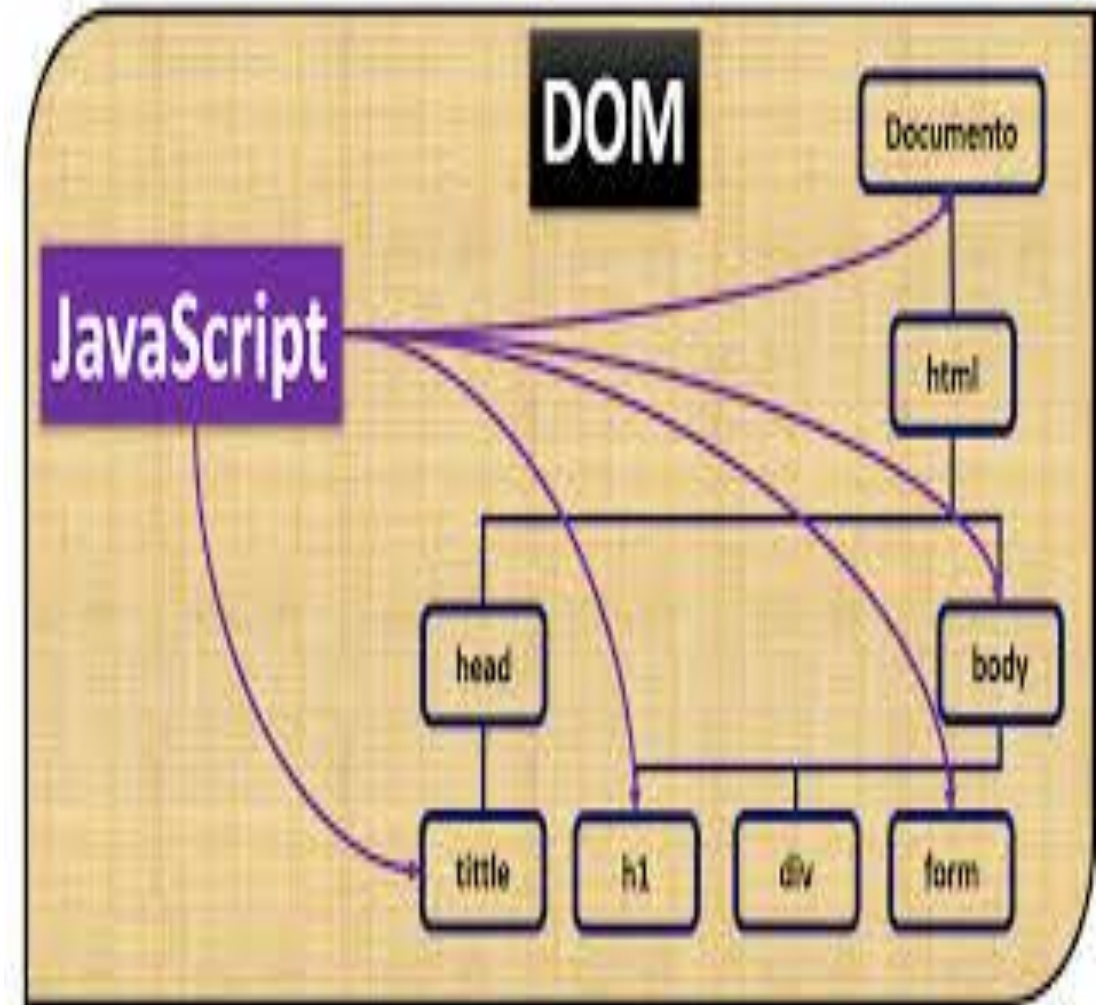 DOM
Documento
JavaScript
html
head
body
tittle
h1
div
form